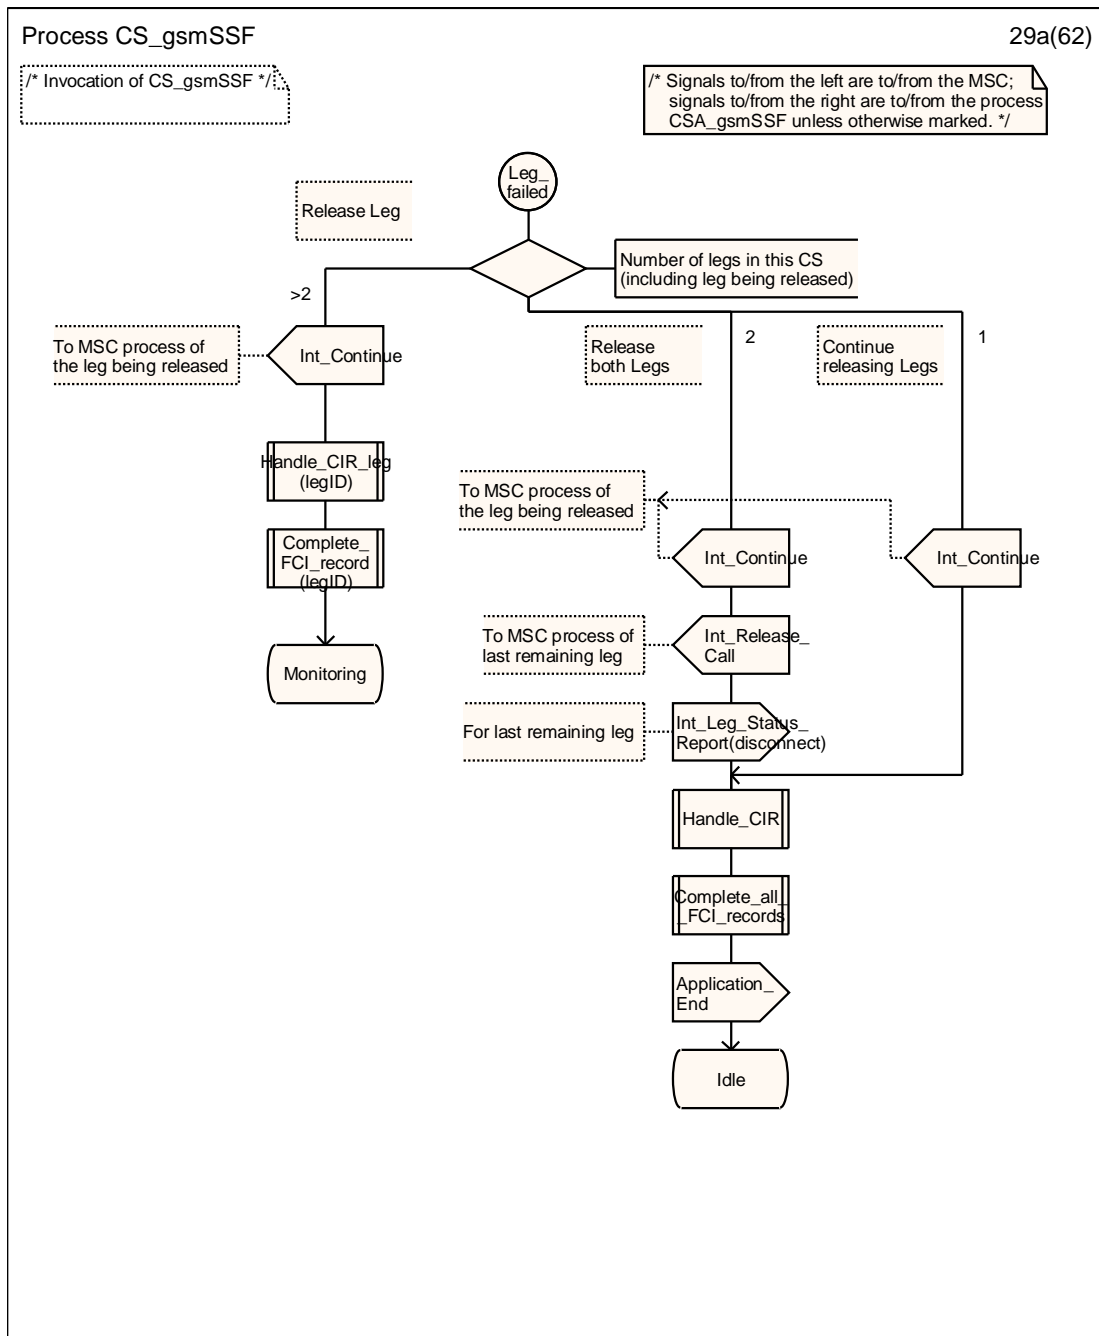 Process CS_gsmSSF
29a(62)
/* Invocation of CS_gsmSSF */
/* Signals to/from the left are to/from the MSC;
signals to/from the right are to/from the process
CSA_gsmSSF unless otherwise marked. */
Leg_
failed
Release Leg
Number of legs in this CS
(including leg being released)
>2
2
1
To MSC process of
the leg being released
Int_Continue
Release
both Legs
Continue
releasing Legs
Handle_CIR_leg
(legID)
To MSC process of
the leg being released
Complete_
FCI_record
(legID)
Int_Continue
Int_Continue
To MSC process of
last remaining leg
Int_Release_
Call
Monitoring
For last remaining leg
Int_Leg_Status_
Report(disconnect)
Handle_CIR
Complete_all_
_FCI_records
Application_
End
Idle